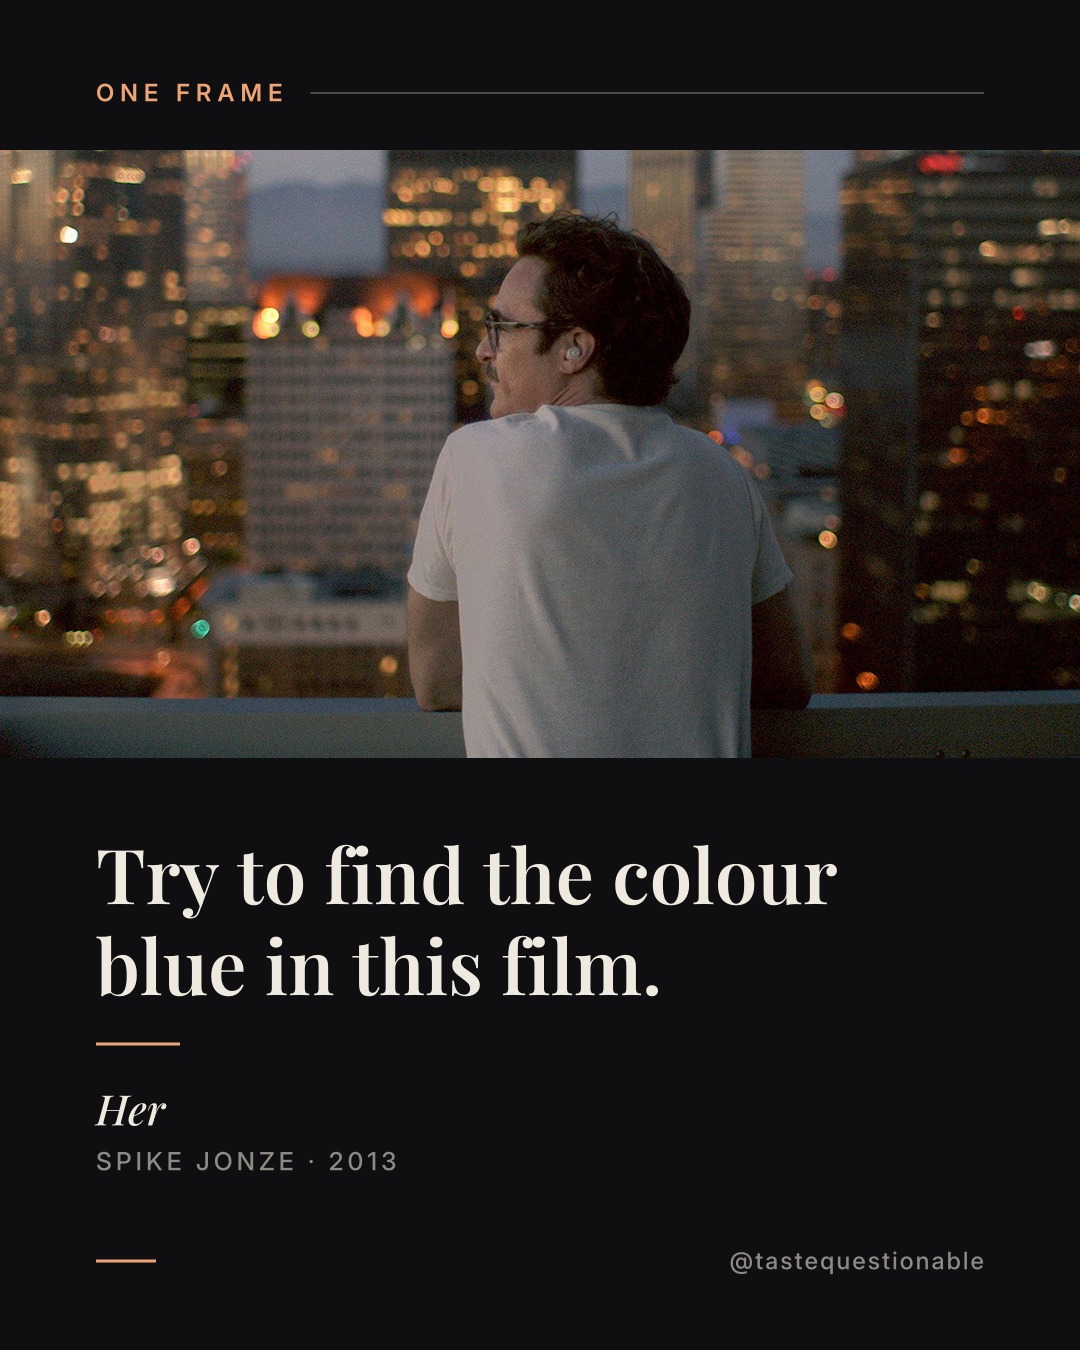 ONE FRAME
Try to find the colour
blue in this film.
Her
SPIKE JONZE · 2013
@tastequestionable